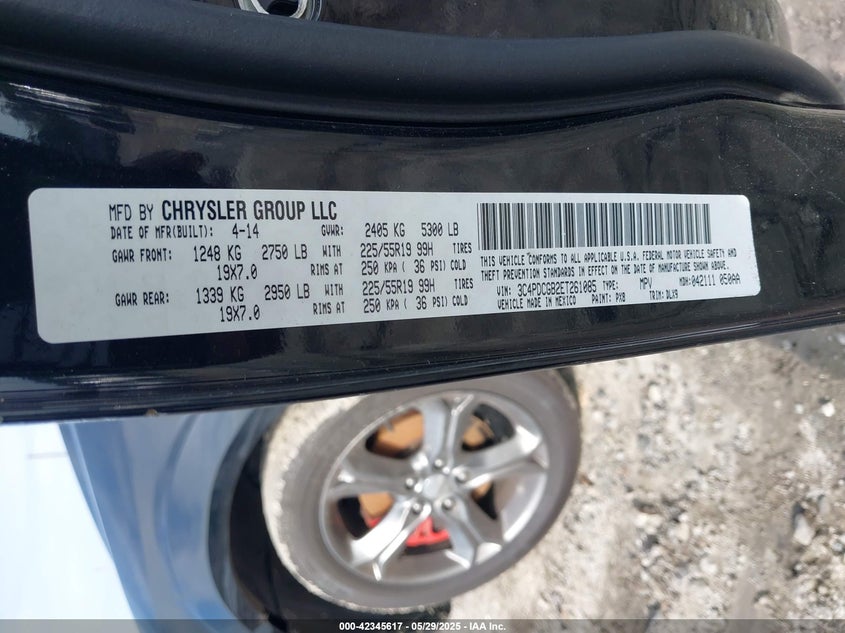 MFD BY CHRYSLER GROUP LLC
DATE OF MFR(BUILT): 4-14 GVWR: 2405 KG 5300 LB
GAWR FRONT: 1248 KG 2750 LB WITH 225/55R19 99H TIRES
19X7.0 RIMS AT 250 KPA ( 36 PSI) COLD
GAWR REAR: 1339 KG 2950 LB WITH 225/55R19 99H TIRES
19X7.0 RIMS AT 250 KPA ( 36 PSI) COLD
THIS VEHICLE CONFORMS TO ALL APPLICABLE U.S.A. FEDERAL MOTOR VEHICLE SAFETY AND
THEFT PREVENTION STANDARDS IN EFFECT ON THE DATE OF MANUFACTURE SHOWN ABOVE.
VIN: 3C4PDCGB2ET261085 TYPE: MPV MDH: 042111 050AA
VEHICLE MADE IN MEXICO PAINT: PX8 TRIM: DLX9
000-42345617 - 05/29/2025 - IAA Inc.